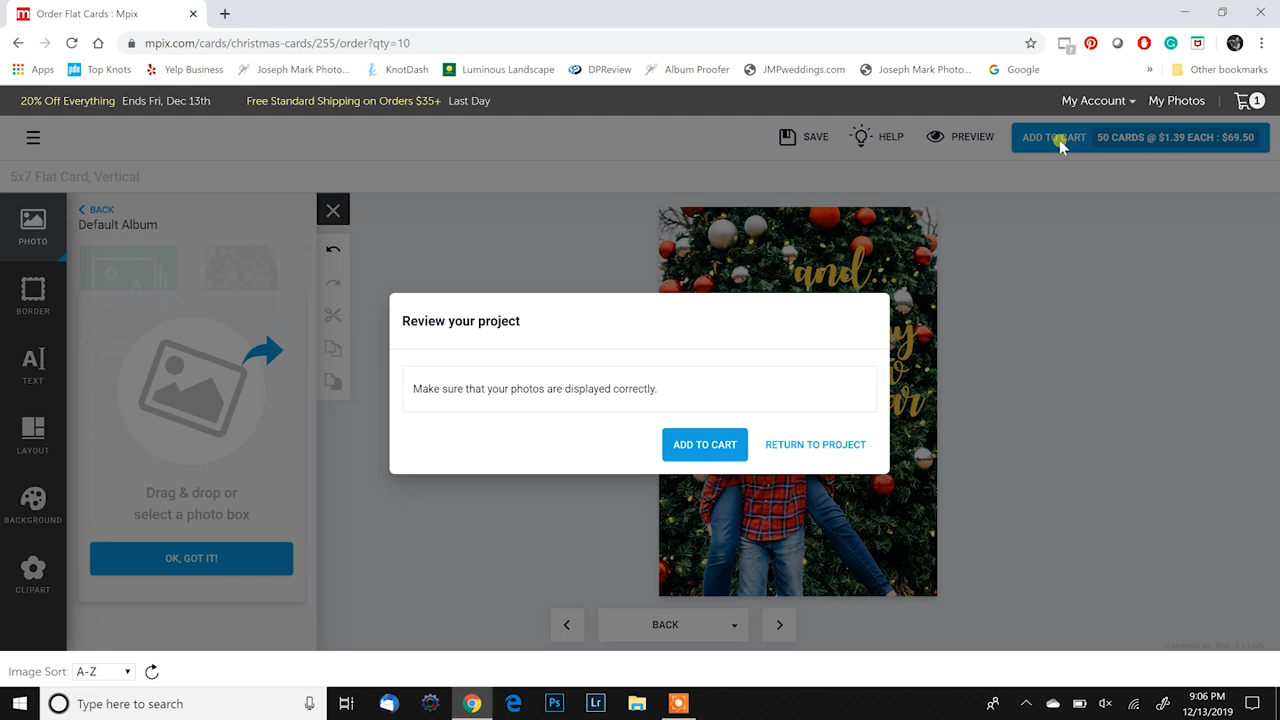 Order Flat Cards : Mpix
mpix.com/cards/christmas-cards/255/order?qty=10
Apps Top Knots Yelp Business Joseph Mark Photo... KnotDash Luminous Landscape DPReview Album Proofer JMPweddings.com Joseph Mark Photo... Google » Other bookmarks
20% Off Everything Ends Fri, Dec 13th Free Standard Shipping on Orders $35+ Last Day My Account My Photos 1
SAVE HELP PREVIEW ADD TO CART 50 CARDS @ $1.39 EACH : $69.50
5x7 Flat Card, Vertical
BACK
Default Album
PHOTO
BORDER
TEXT
LAYOUT
BACKGROUND
CLIPART
Drag & drop or
select a photo box
OK, GOT IT!
and...
Review your project
Make sure that your photos are displayed correctly.
ADD TO CART RETURN TO PROJECT
BACK
Image Sort: A-Z
Type here to search
Ps Lr
9:06 PM
12/13/2019